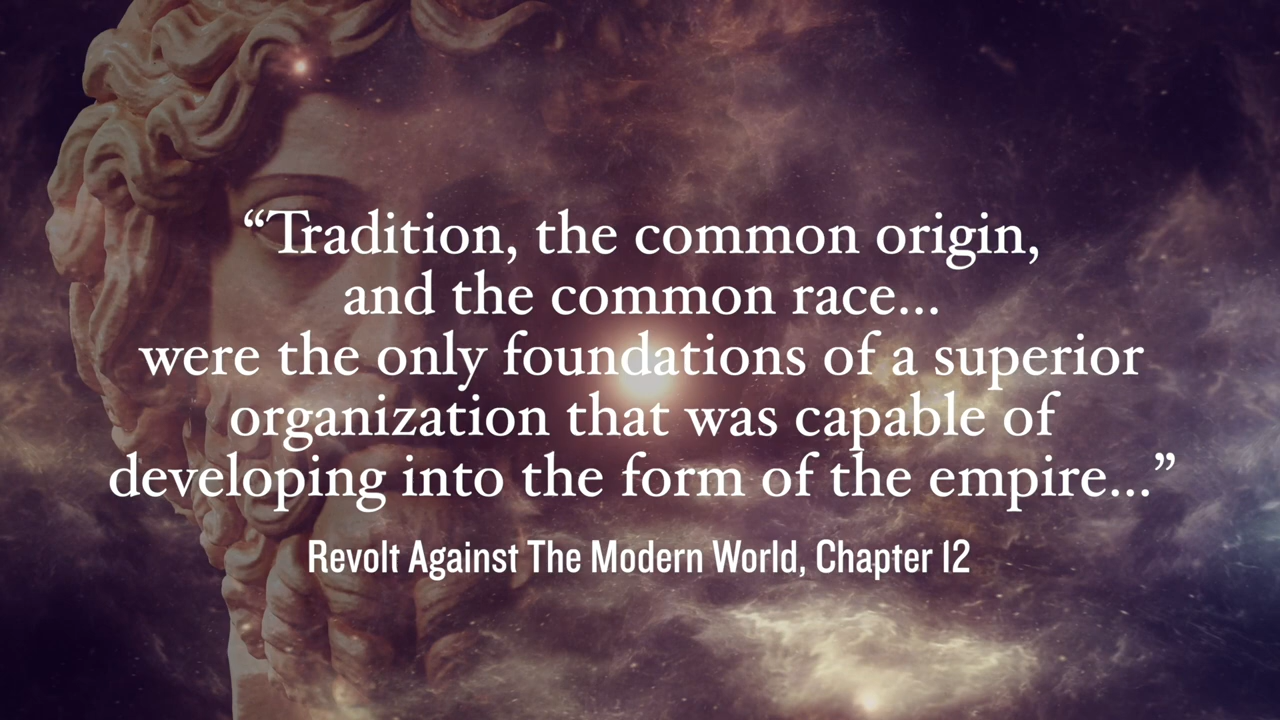 “Tradition, the common origin,
and the common race...
were the only foundations of a superior
organization that was capable of
developing into the form of the empire...”
Revolt Against The Modern World, Chapter 12